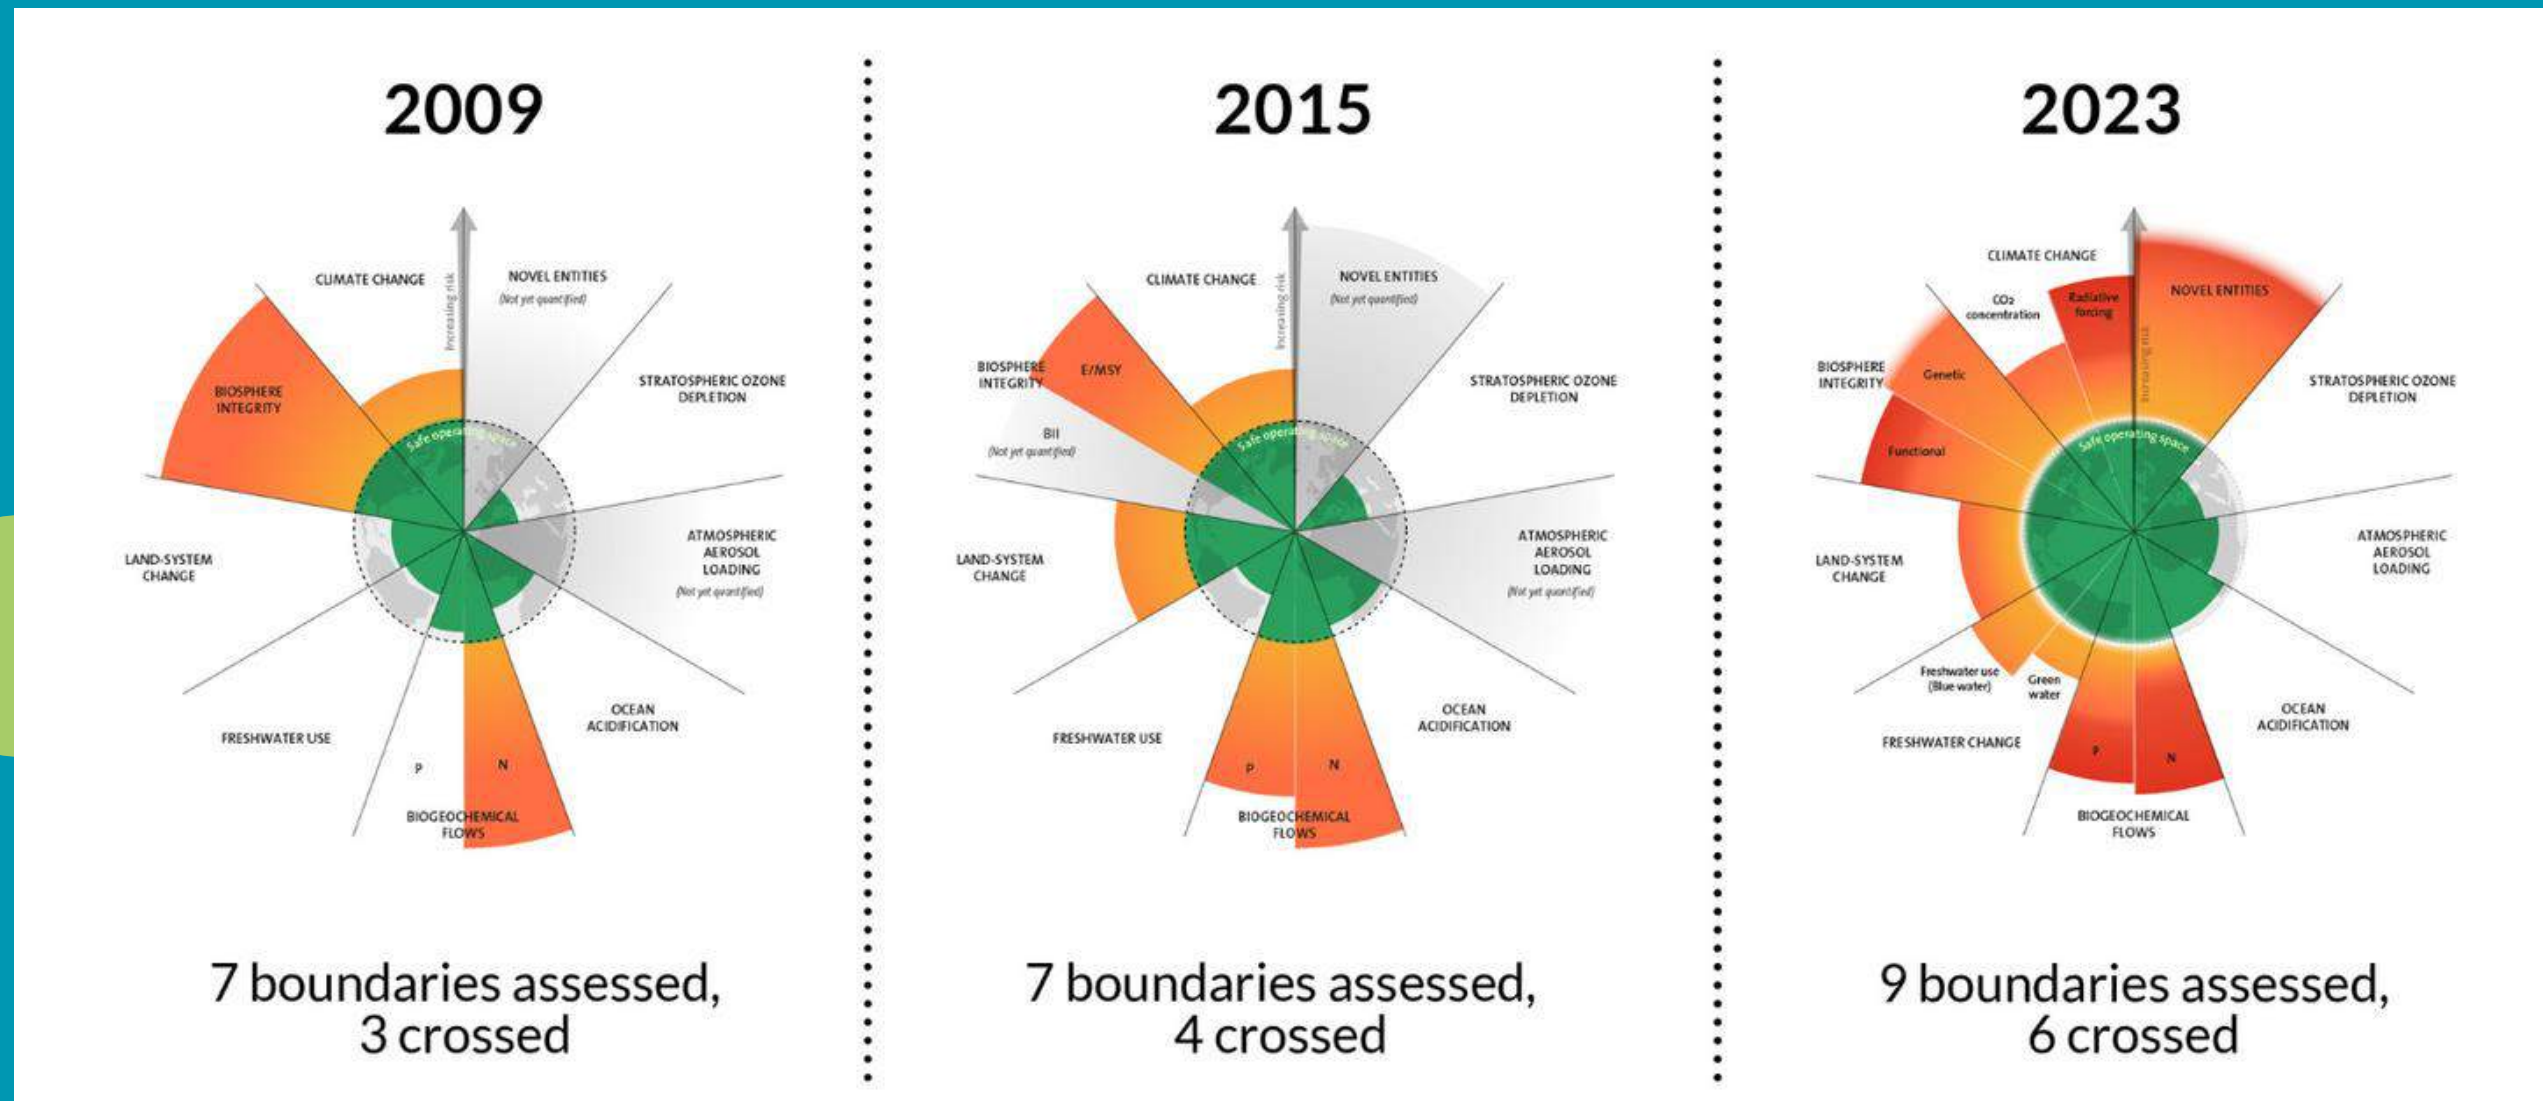 2009
CLIMATE CHANGE
Increasing risk
NOVEL ENTITIES
(Not yet quantified)
STRATOSPHERIC OZONE
DEPLETION
BIOSPHERE
INTEGRITY
Safe operating space
ATMOSPHERIC
AEROSOL
LOADING
(Not yet quantified)
LAND-SYSTEM
CHANGE
OCEAN
ACIDIFICATION
FRESHWATER USE
P
N
BIOGEOCHEMICAL
FLOWS
7 boundaries assessed,
3 crossed
2015
CLIMATE CHANGE
Increasing risk
NOVEL ENTITIES
(Not yet quantified)
BIOSPHERE
INTEGRITY
E/MSY
STRATOSPHERIC OZONE
DEPLETION
BII
(Not yet quantified)
Safe operating space
ATMOSPHERIC
AEROSOL
LOADING
(Not yet quantified)
LAND-SYSTEM
CHANGE
OCEAN
ACIDIFICATION
FRESHWATER USE
P
N
BIOGEOCHEMICAL
FLOWS
7 boundaries assessed,
4 crossed
2023
CLIMATE CHANGE
CO2
concentration
Radiative
forcing
NOVEL ENTITIES
Increasing risk
BIOSPHERE
INTEGRITY
Genetic
STRATOSPHERIC OZONE
DEPLETION
Functional
Safe operating space
ATMOSPHERIC
AEROSOL
LOADING
LAND-SYSTEM
CHANGE
Freshwater use
(Blue water)
Green
water
OCEAN
ACIDIFICATION
FRESHWATER CHANGE
P
N
BIOGEOCHEMICAL
FLOWS
9 boundaries assessed,
6 crossed